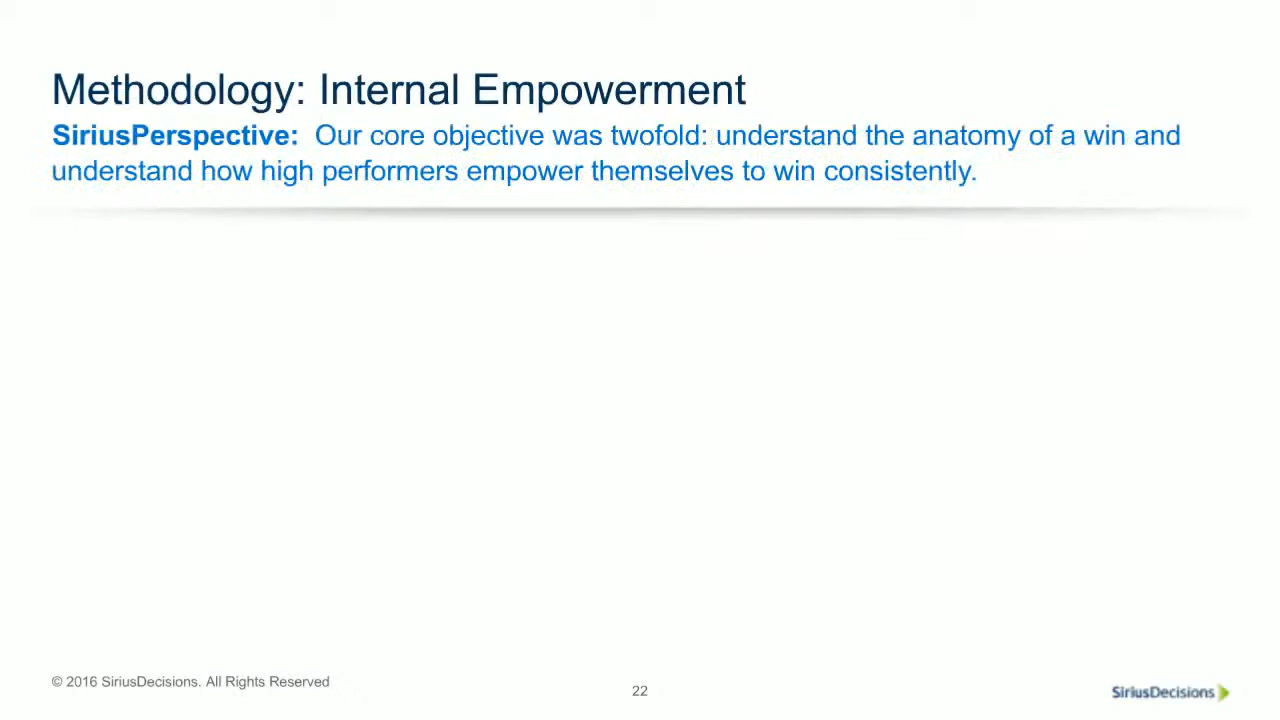 Methodology: Internal Empowerment
SiriusPerspective: Our core objective was twofold: understand the anatomy of a win and
understand how high performers empower themselves to win consistently.
© 2016 SiriusDecisions. All Rights Reserved
22
SiriusDecisions